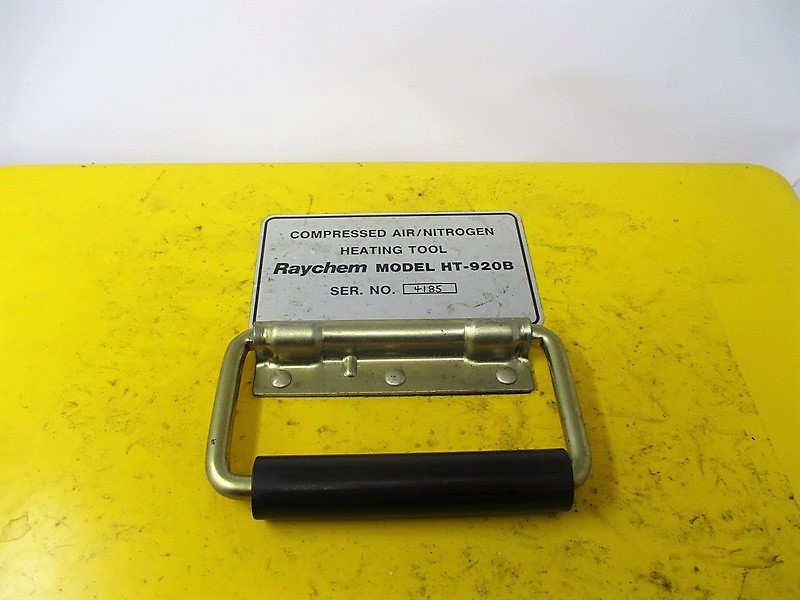 COMPRESSED AIR/NITROGEN
HEATING TOOL
Raychem MODEL HT-920B
SER. NO. 4185